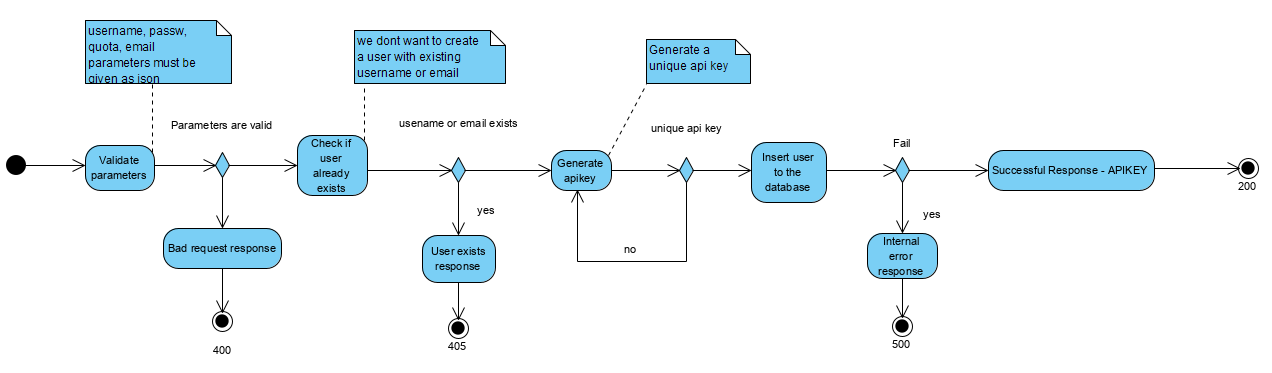 username, passw,
quota, email
parameters must be
given as json
we dont want to create
a user with existing
username or email
Generate a
unique api key
Parameters are valid
usename or email exists
unique api key
Fail
Validate
parameters
Check if
user
already
exists
Generate
apikey
Insert user
to the
database
Successful Response - APIKEY
200
yes
yes
Bad request response
User exists
response
no
Internal
error
response
400
405
500